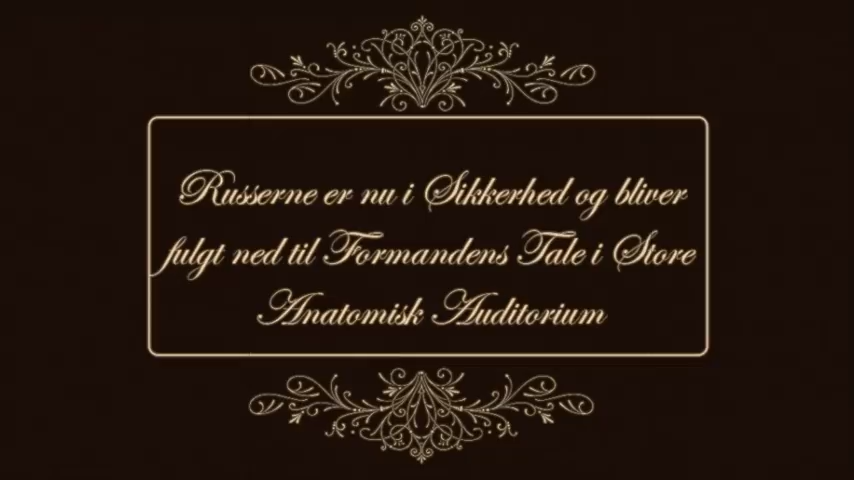 Russerne er nu i Sikkerhed og bliver
fulgt ned til Formandens Tale i Store
Anatomisk Auditorium